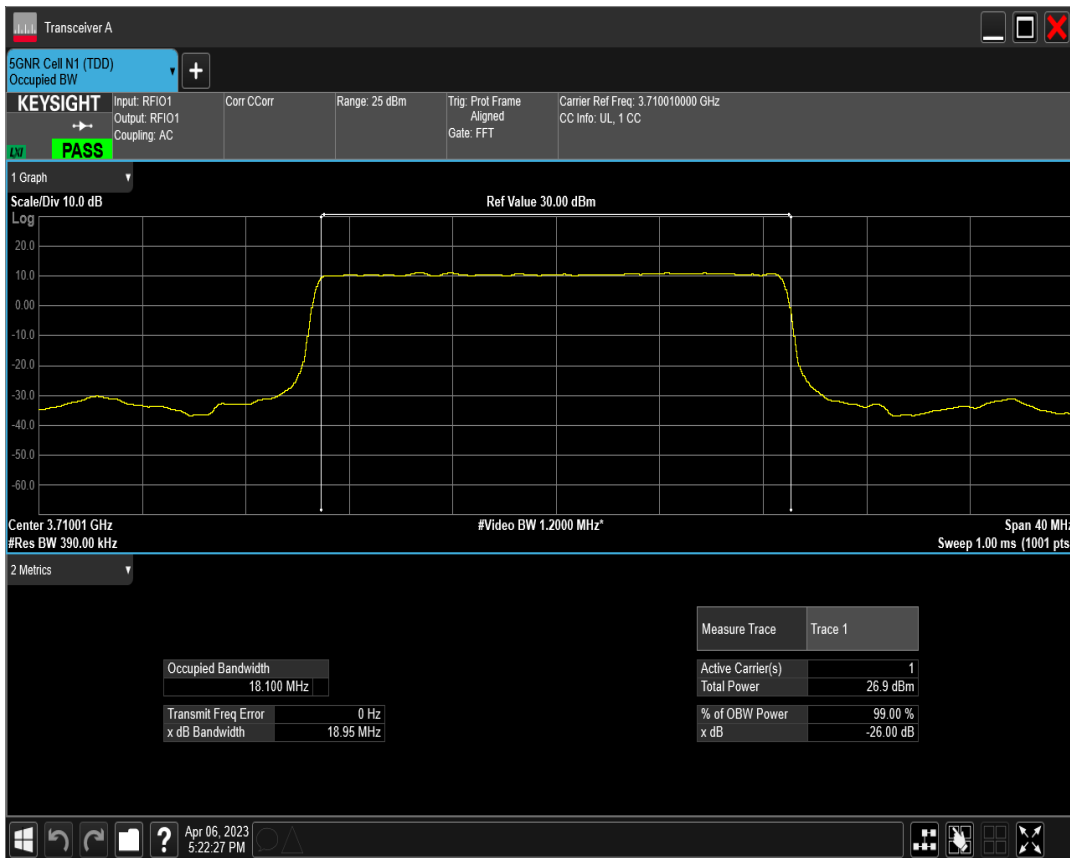 Transceiver A
5GNR Cell N1 (TDD)
Occupied BW
+
KEYSIGHT
LXI
PASS
Input: RFIO1
Output: RFIO1
Coupling: AC
Corr CCorr
Range: 25 dBm
Trig: Prot Frame
Aligned
Gate: FFT
Carrier Ref Freq: 3.710010000 GHz
CC Info: UL, 1 CC
1 Graph
Scale/Div 10.0 dB
Ref Value 30.00 dBm
Log
20.0
10.0
0.00
-10.0
-20.0
-30.0
-40.0
-50.0
-60.0
Center 3.71001 GHz
#Video BW 1.2000 MHz*
Span 40 MHz
#Res BW 390.00 kHz
Sweep 1.00 ms (1001 pts
2 Metrics
Measure Trace Trace 1
Occupied Bandwidth
18.100 MHz
Active Carrier(s) 1
Total Power 26.9 dBm
Transmit Freq Error 0 Hz
x dB Bandwidth 18.95 MHz
% of OBW Power 99.00 %
x dB -26.00 dB
?
Apr 06, 2023
5:22:27 PM